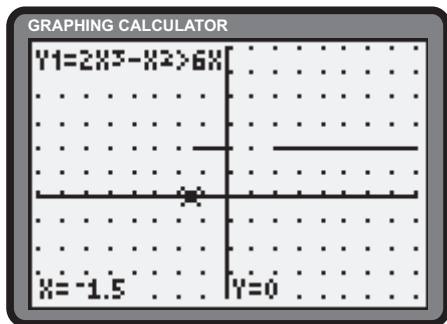 GRAPHING CALCULATOR
Y1=2X³-X²>6X
X=-1.5 Y=0